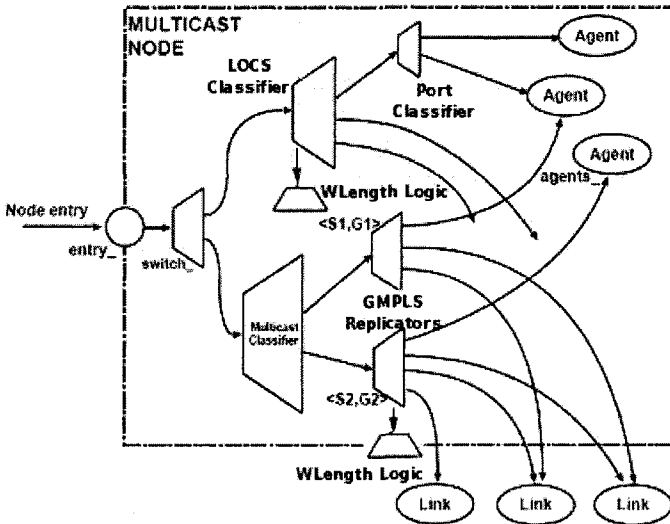 MULTICAST
NODE
LOCS
Classifier
Port
Classifier
Agent
Agent
Agent
agents_
WLength Logic
<S1,G1>
Node entry
entry_
switch_
GMPLS
Replicators
Multicast
Classifier
<S2,G2>
WLength Logic
Link
Link
Link